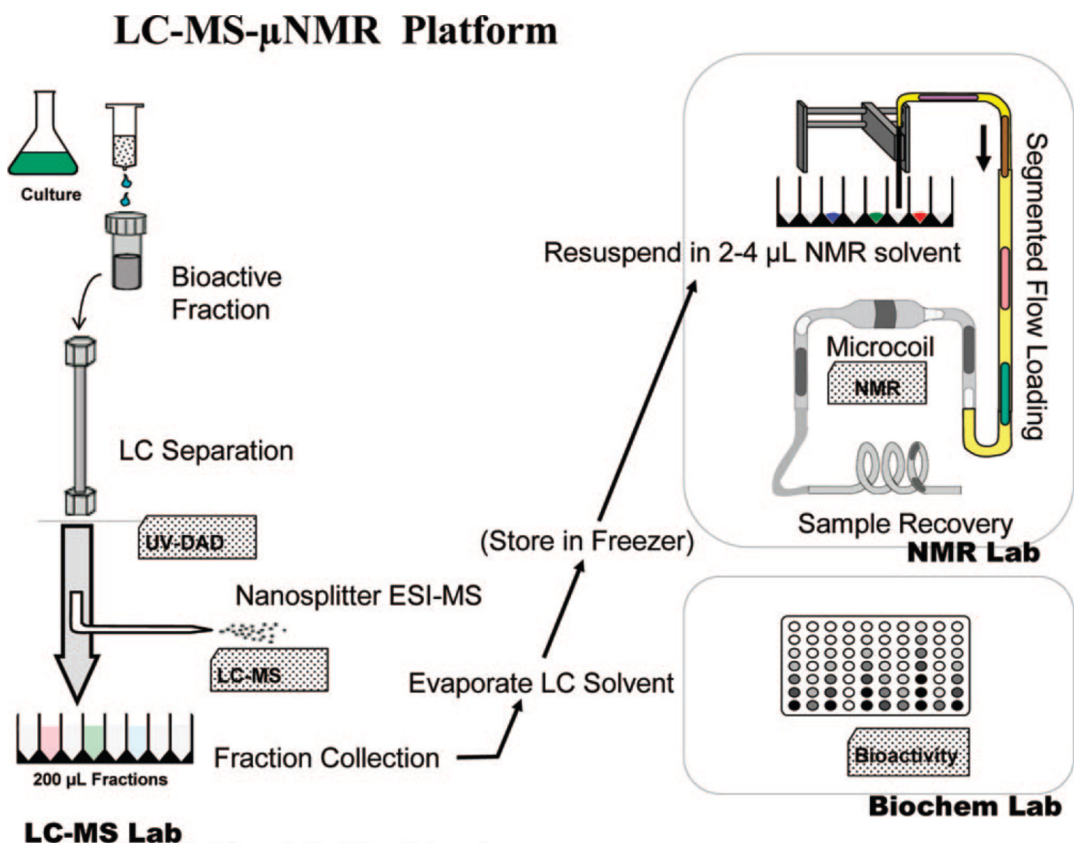 LC-MS-µNMR Platform
Culture
Bioactive
Fraction
LC Separation
UV-DAD
Nanosplitter ESI-MS
LC-MS
200 µL Fractions
Fraction Collection
LC-MS Lab
Evaporate LC Solvent
(Store in Freezer)
Resuspend in 2-4 µL NMR solvent
Segmented Flow Loading
Microcoil
NMR
Sample Recovery
NMR Lab
Bioactivity
Biochem Lab